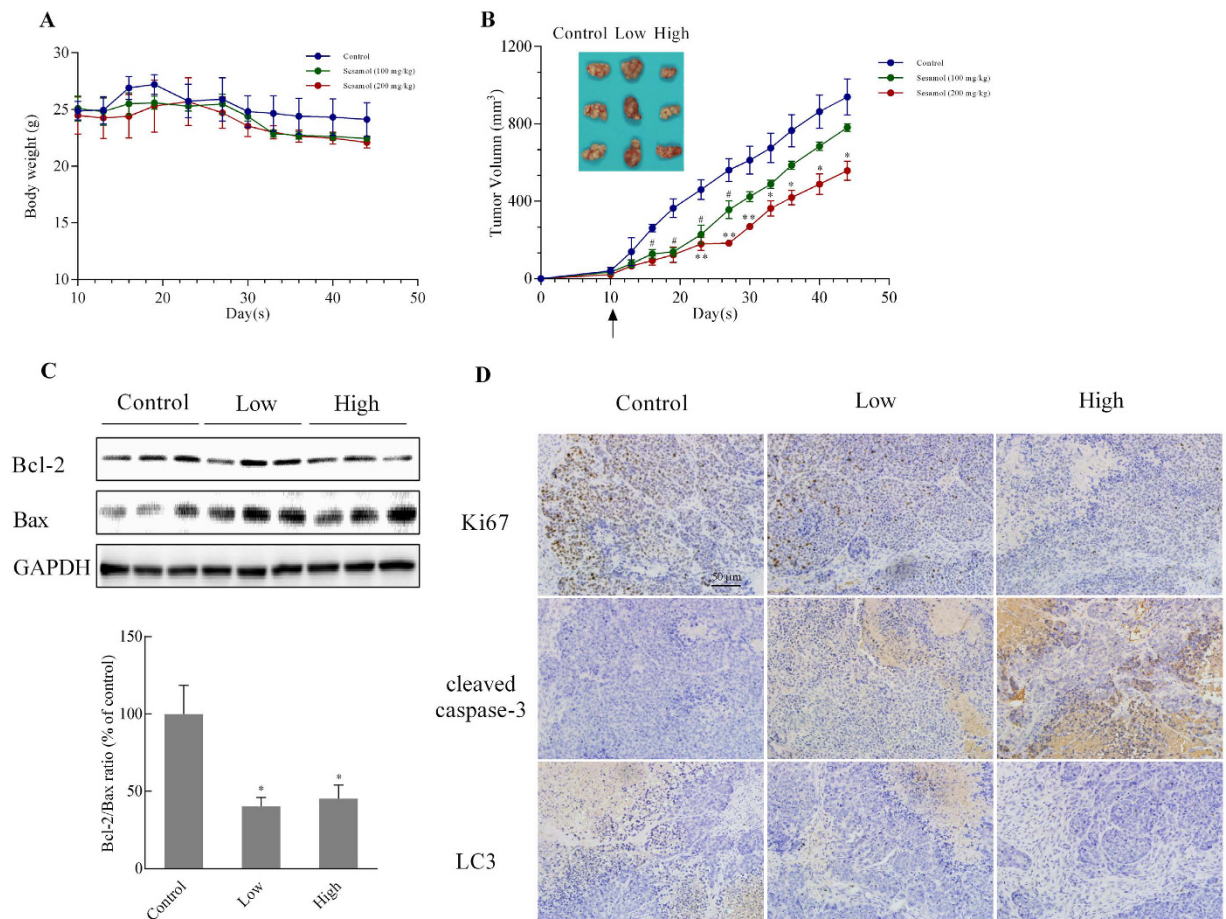 A
Body weight (g)
30
25
20
15
10
10
20
30
40
50
Day(s)
Control
Sesamol (100 mg/kg)
Sesamol (200 mg/kg)
B
Control Low High
Tumor Volumn (mm³)
1200
800
400
0
0
10
20
30
40
50
Day(s)
Control
Sesamol (100 mg/kg)
Sesamol (200 mg/kg)
# # # #
** ** ** * * * *
C
Control Low High
Bcl-2
Bax
GAPDH
Bcl-2/Bax ratio (% of control)
150
100
50
0
* *
Control
Low
High
D
Control Low High
Ki67
50 μm
cleaved
caspase-3
LC3